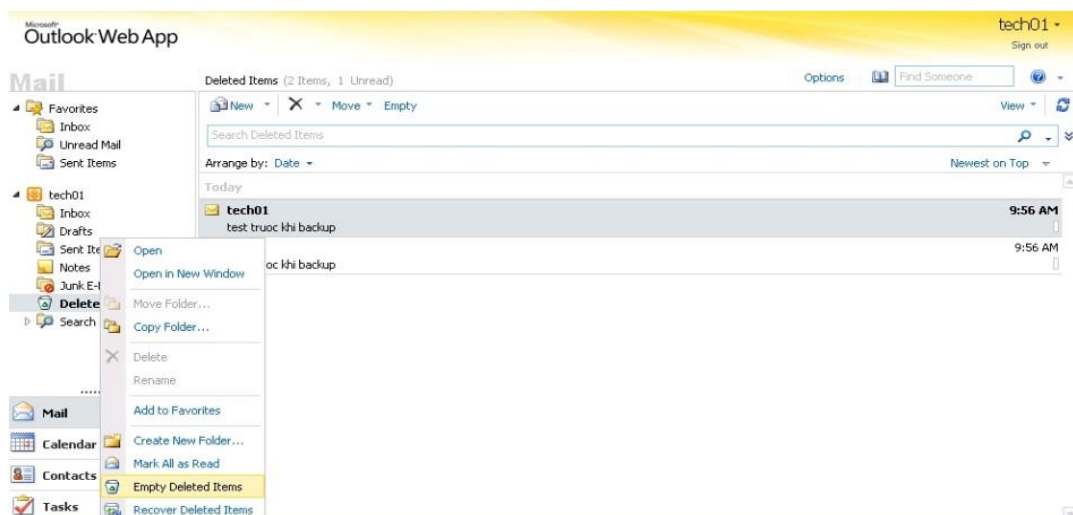 Microsoft®
Outlook Web App
tech01
Sign out
Mail
Deleted Items (2 Items, 1 Unread)
Options
Find Someone
Favorites
Inbox
Unread Mail
Sent Items
tech01
Inbox
Drafts
Sent Ite
Notes
Junk E-
Delete
Search
New Move Empty
View
Search Deleted Items
Arrange by: Date
Newest on Top
Today
tech01 9:56 AM
test truoc khi backup
9:56 AM
oc khi backup
Open
Open in New Window
Move Folder...
Copy Folder...
Delete
Rename
Add to Favorites
Create New Folder...
Mark All as Read
Empty Deleted Items
Recover Deleted Items
Mail
Calendar
Contacts
Tasks